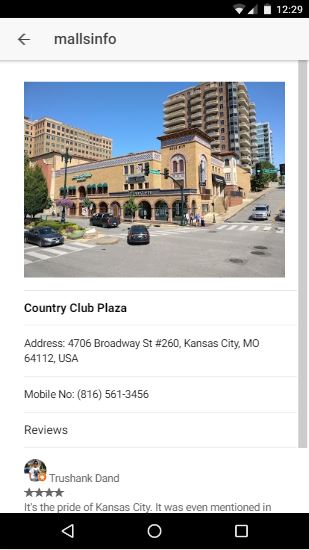 12:29
mallsinfo
Country Club Plaza
Address: 4706 Broadway St #260, Kansas City, MO
64112, USA
Mobile No: (816) 561-3456
Reviews
Trushank Dand
It's the pride of Kansas City. It was even mentioned in